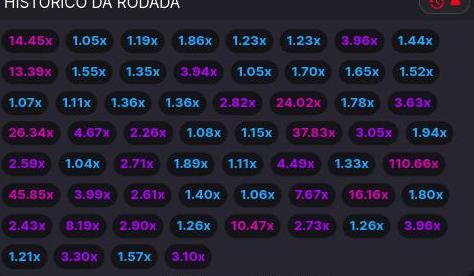 HISTÓRICO DA RODADA
14.45x 1.05x 1.19x 1.86x 1.23x 1.23x 3.96x 1.44x
13.39x 1.55x 1.35x 3.94x 1.05x 1.70x 1.65x 1.52x
1.07x 1.11x 1.36x 1.36x 2.82x 24.02x 1.78x 3.63x
26.34x 4.67x 2.26x 1.08x 1.15x 37.83x 3.05x 1.94x
2.59x 1.04x 2.71x 1.89x 1.11x 4.49x 1.33x 110.66x
45.85x 3.99x 2.61x 1.40x 1.06x 7.67x 16.16x 1.80x
2.43x 8.19x 2.90x 1.26x 10.47x 2.73x 1.26x 3.96x
1.21x 3.30x 1.57x 3.10x